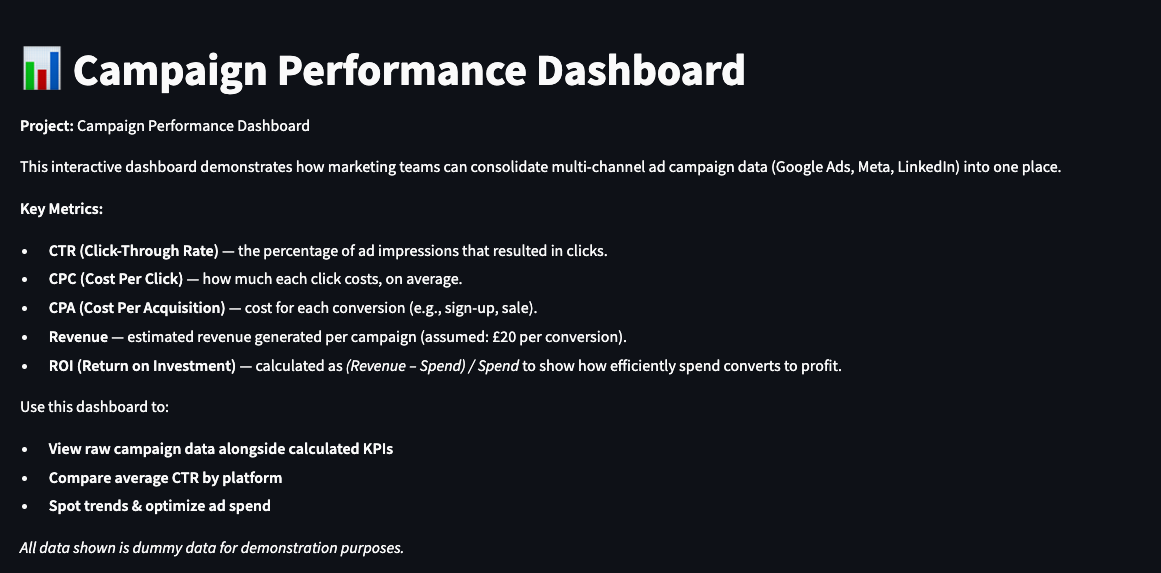 Campaign Performance Dashboard
Project: Campaign Performance Dashboard
This interactive dashboard demonstrates how marketing teams can consolidate multi-channel ad campaign data (Google Ads, Meta, LinkedIn) into one place.
Key Metrics:
• CTR (Click-Through Rate) — the percentage of ad impressions that resulted in clicks.
• CPC (Cost Per Click) — how much each click costs, on average.
• CPA (Cost Per Acquisition) — cost for each conversion (e.g., sign-up, sale).
• Revenue — estimated revenue generated per campaign (assumed: £20 per conversion).
• ROI (Return on Investment) — calculated as (Revenue – Spend) / Spend to show how efficiently spend converts to profit.
Use this dashboard to:
• View raw campaign data alongside calculated KPIs
• Compare average CTR by platform
• Spot trends & optimize ad spend
All data shown is dummy data for demonstration purposes.